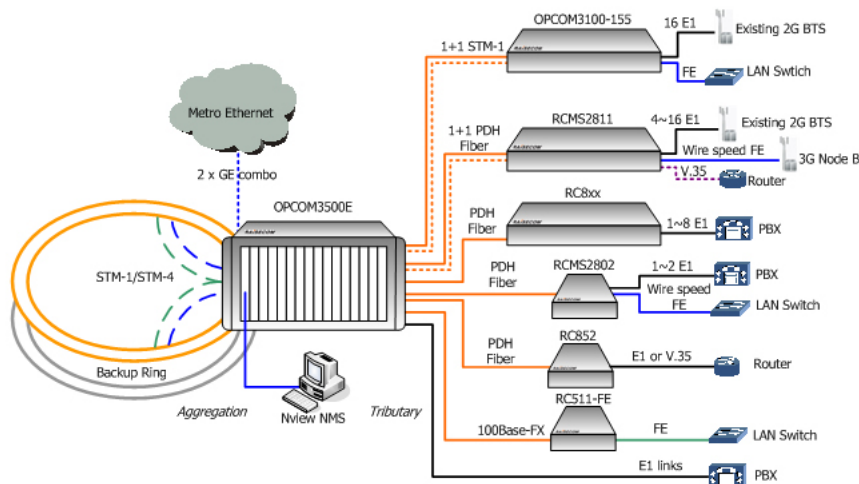 OPCOM3100-155
16 E1
Existing 2G BTS
1+1 STM-1
RAISECOM
FE
LAN Swtich
Metro Ethernet
RCMS2811
4~16 E1
Existing 2G BTS
1+1 PDH
Fiber
RAISECOM
Wire speed FE
3G Node B
V.35
Router
2 x GE combo
RC8xx
OPCOM3500E
PDH
Fiber
RAISECOM
1~8 E1
PBX
RAISECOM
STM-1/STM-4
PDH
Fiber
RCMS2802
1~2 E1
PBX
Wire speed
FE
LAN Switch
PDH
Fiber
RC852
E1 or V.35
Router
Backup Ring
Aggregation
Nview NMS
Tributary
RC511-FE
100Base-FX
FE
LAN Switch
E1 links
PBX